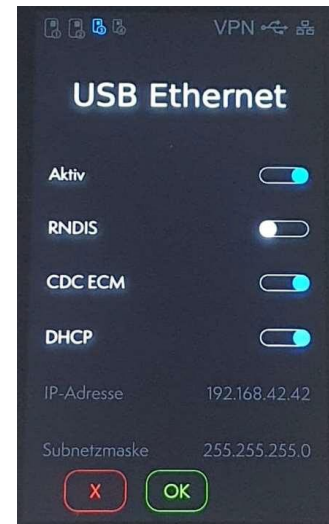 VPN
USB Ethernet
Aktiv
RNDIS
CDC ECM
DHCP
IP-Adresse 192.168.42.42
Subnetzmaske 255.255.255.0
X OK